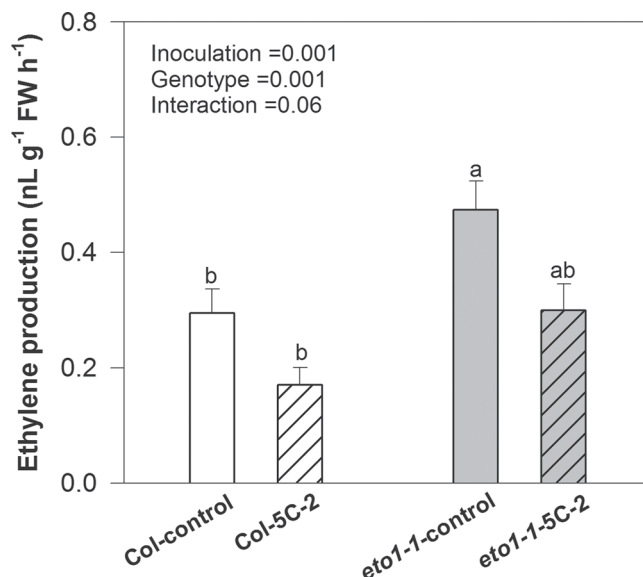 Ethylene production (nL g⁻¹ FW h⁻¹)
0.8
0.6
0.4
0.2
0.0
Inoculation =0.001
Genotype =0.001
Interaction =0.06
b
b
a
ab
Col-control
Col-5C-2
eto1-1-control
eto1-1-5C-2